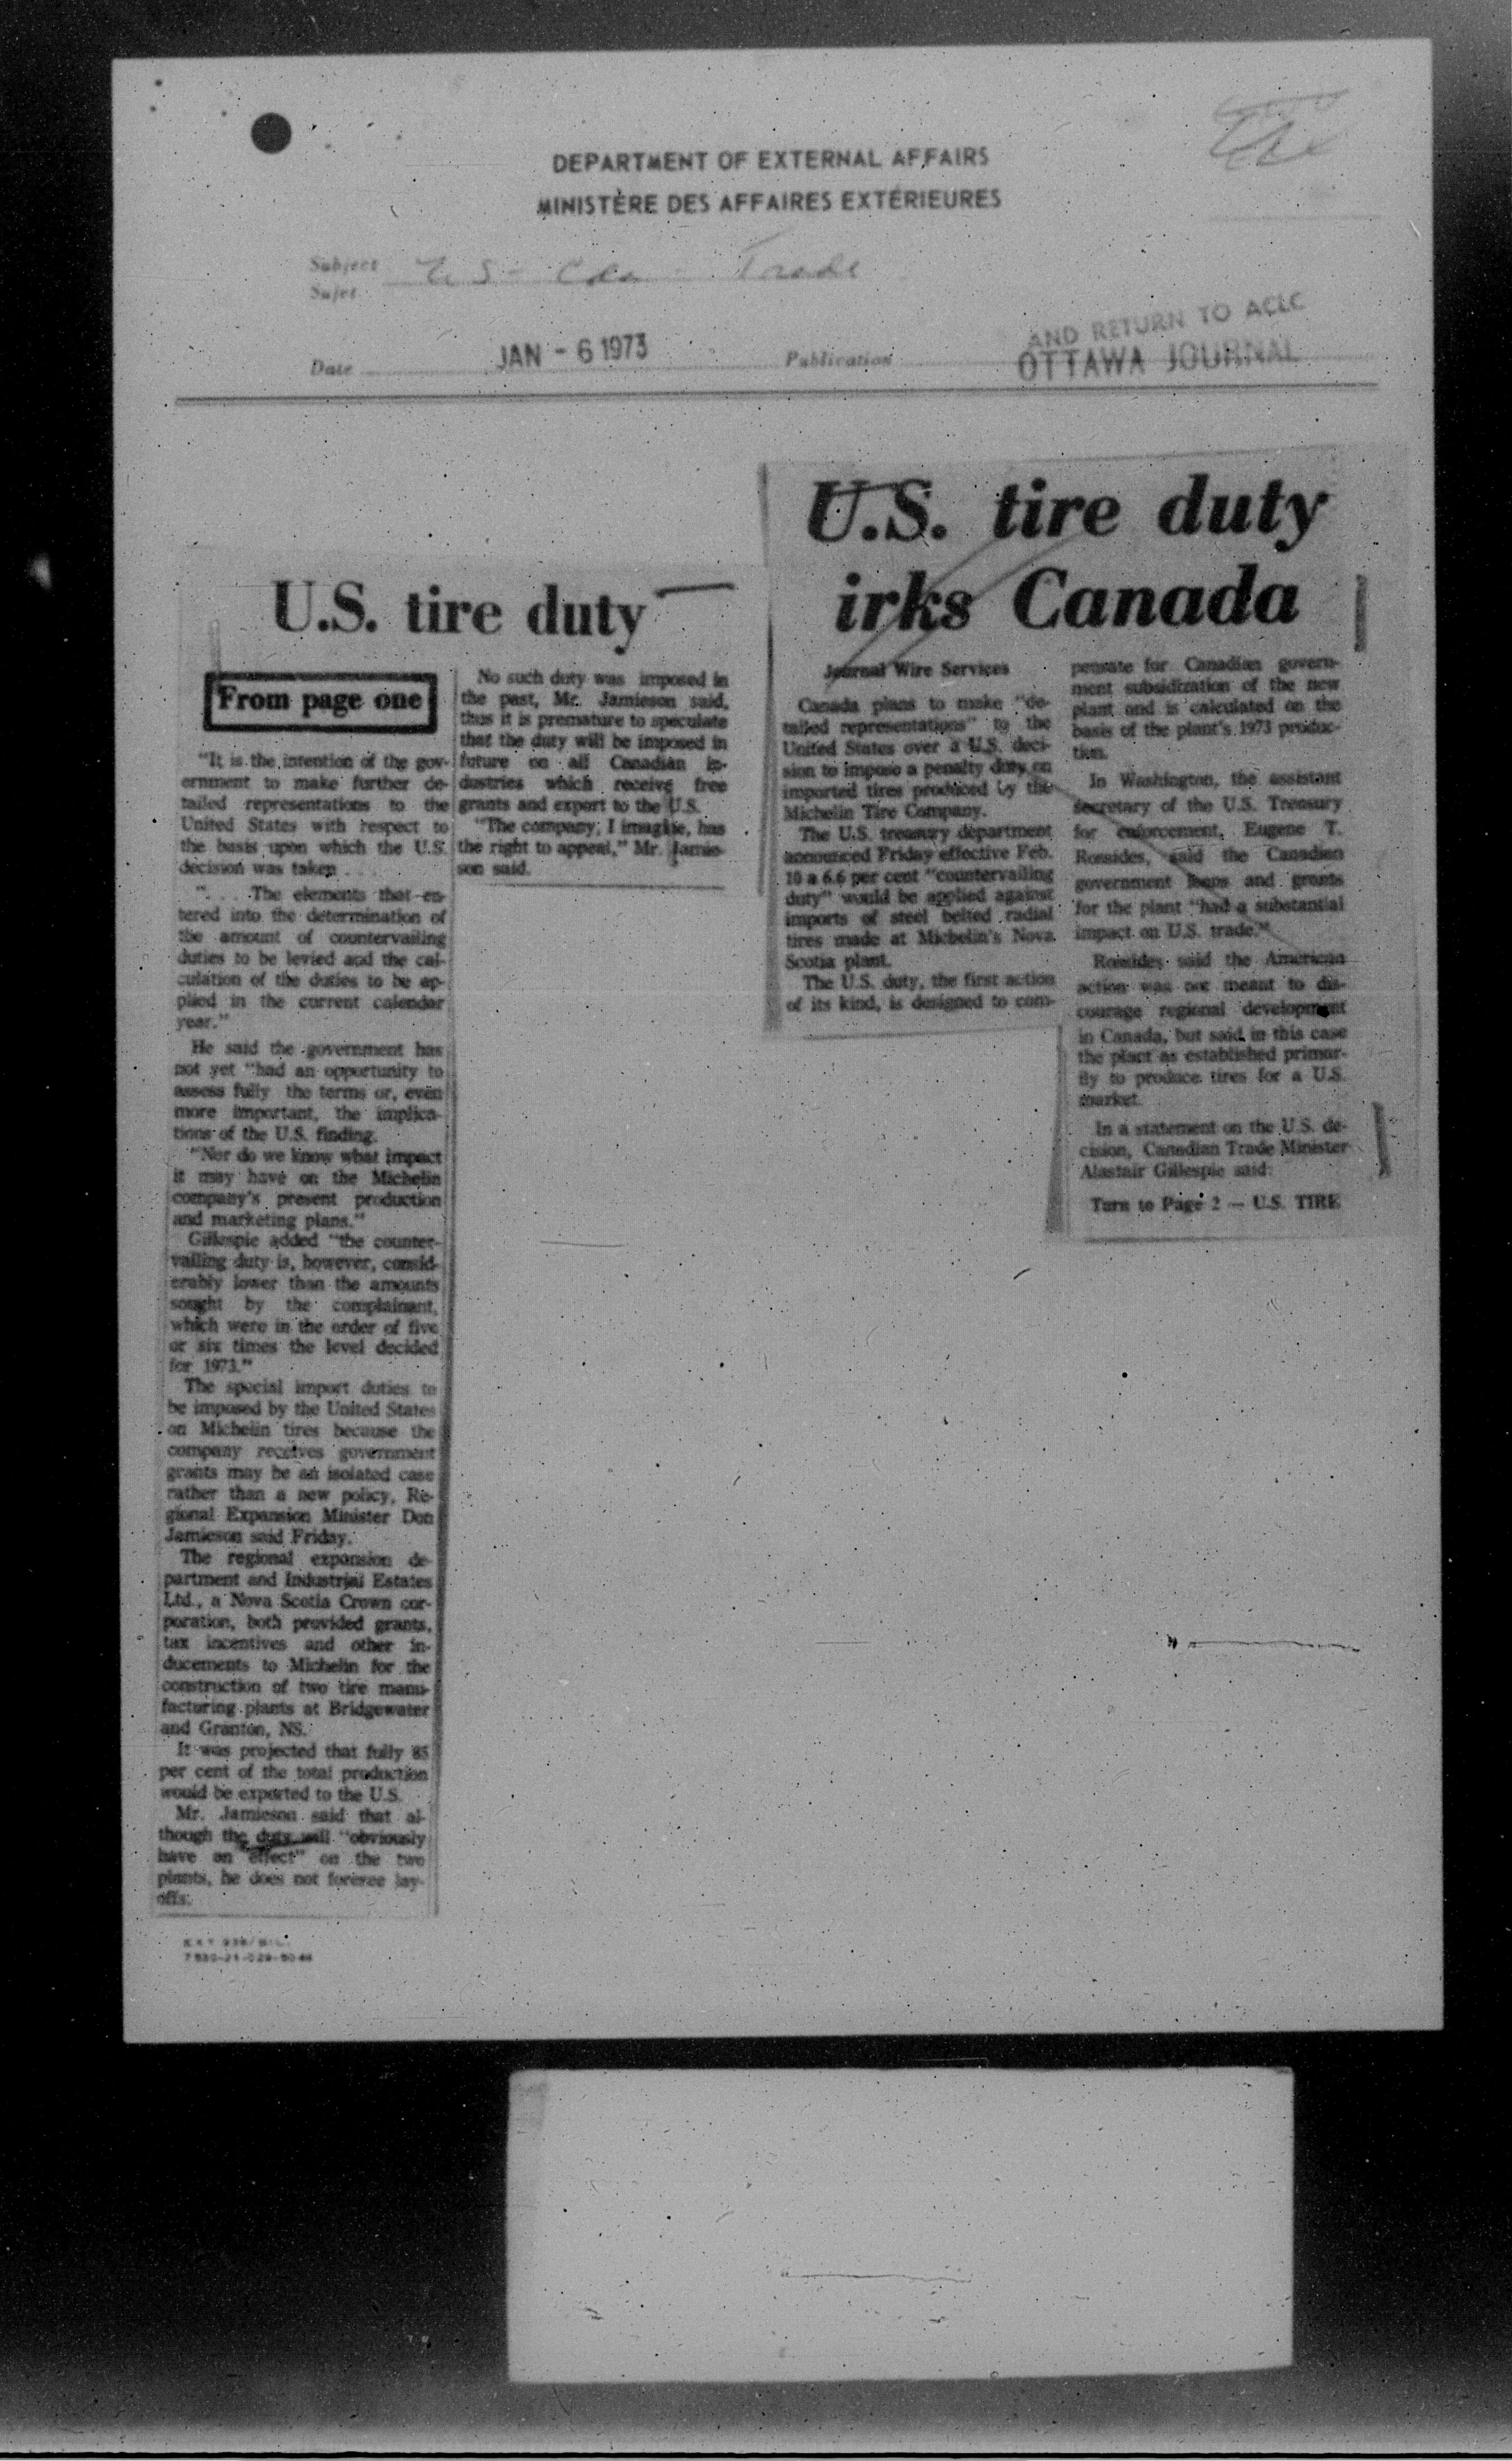 DEPARTMENT OF EXTERNAL AFFAIRS
MINISTÈRE DES AFFAIRES EXTÉRIEURES
Subject
Sujet
US - Cda - Trade
Date
JAN - 6 1973
Publication
AND RETURN TO ACLC
OTTAWA JOURNAL
U.S. tire duty
irks Canada
Journal Wire Services
Canada plans to make "de-
tailed representations" to the
United States over a U.S. deci-
sion to impose a penalty duty on
imported tires produced by the
Michelin Tire Company.
The U.S. treasury department
announced Friday effective Feb.
10 a 6.6 per cent "countervailing
duty" would be applied against
imports of steel belted radial
tires made at Michelin's Nova
Scotia plant.
The U.S. duty, the first action
of its kind, is designed to com-
pensate for Canadian govern-
ment subsidization of the new
plant and is calculated on the
basis of the plant's 1973 produc-
tion.
In Washington, the assistant
secretary of the U.S. Treasury
for enforcement, Eugene T.
Rossides, said the Canadian
government loans and grants
for the plant "had a substantial
impact on U.S. trade."
Rossides said the American
action was not meant to dis-
courage regional development
in Canada, but said in this case
the plact as established primar-
ily to produce tires for a U.S.
market.
In a statement on the U.S. de-
cision, Canadian Trade Minister
Alastair Gillespie said:
Turn to Page 2 — U.S. TIRE
U.S. tire duty
From page one
"It is the intention of the gov-
ernment to make further de-
tailed representations to the
United States with respect to
the basis upon which the U.S.
decision was taken . . .
". . . The elements that en-
tered into the determination of
the amount of countervailing
duties to be levied and the cal-
culation of the duties to be ap-
plied in the current calendar
year."
He said the government has
not yet "had an opportunity to
assess fully the terms or, even
more important, the implica-
tions of the U.S. finding.
"Nor do we know what impact
it may have on the Michelin
company's present production
and marketing plans."
Gillespie added "the counter-
vailing duty is, however, consid-
erably lower than the amounts
sought by the complainant,
which were in the order of five
or six times the level decided
for 1973."
The special import duties to
be imposed by the United States
on Michelin tires because the
company receives government
grants may be an isolated case
rather than a new policy, Re-
gional Expansion Minister Don
Jamieson said Friday.
The regional expansion de-
partment and Industrial Estates
Ltd., a Nova Scotia Crown cor-
poration, both provided grants,
tax incentives and other in-
ducements to Michelin for the
construction of two tire manu-
facturing plants at Bridgewater
and Granton, NS.
It was projected that fully 85
per cent of the total production
would be exported to the U.S.
Mr. Jamieson said that al-
though the duty will "obviously
have an effect" on the two
plants, he does not foresee lay-
offs.
No such duty was imposed in
the past, Mr. Jamieson said,
thus it is premature to speculate
that the duty will be imposed in
future on all Canadian in-
dustries which receive free
grants and export to the U.S.
"The company, I imagine, has
the right to appeal," Mr. Jamie-
son said.